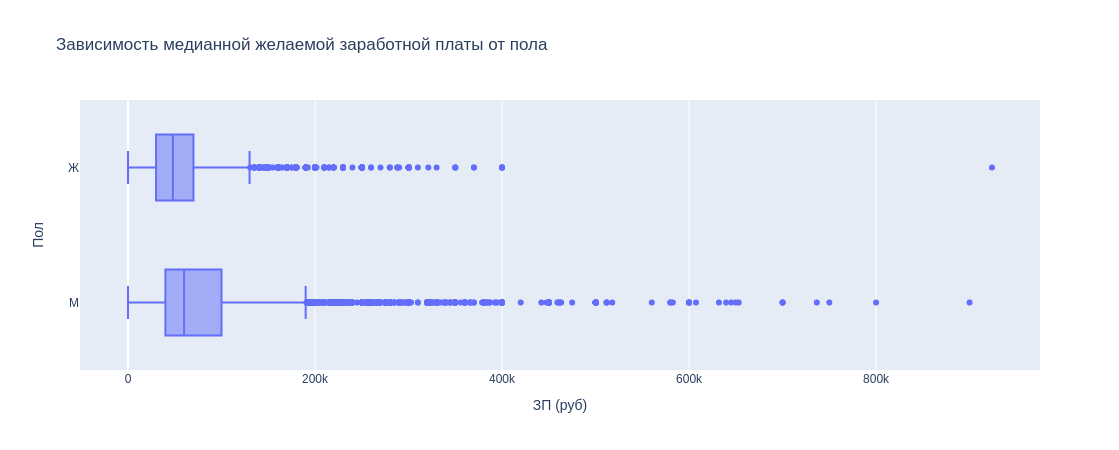 Зависимость медианной желаемой заработной платы от пола
Ж
Пол
М
0 200k 400k 600k 800k
ЗП (руб)